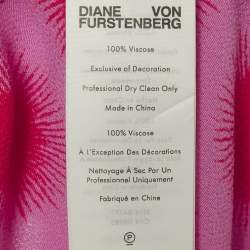 DIANE VON
FURSTENBERG
100% Viscose
Exclusive of Decoration
Professional Dry Clean Only
Made in China
100% Viscose
À L'Exception Des Décorations
Nettoyage À Sec Par Un
Professionnel Uniquement
Fabriqué en Chine
P